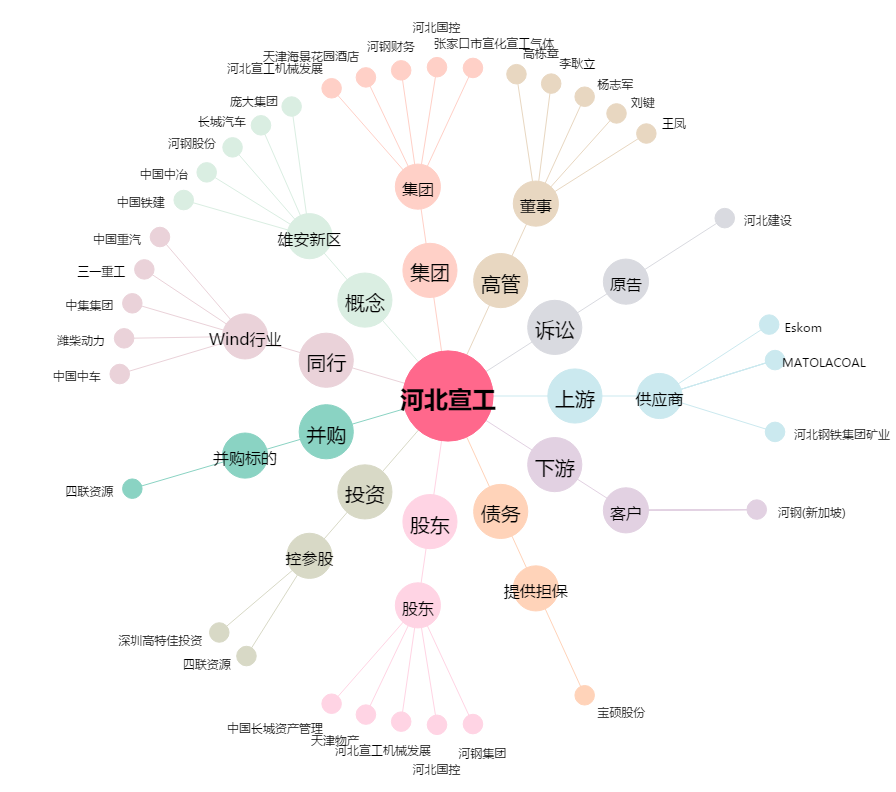 河北国控
河钢财务
张家口市宣化宣工气体
天津海景花园酒店
河北宣工机械发展
高栋章
李耿立
杨志军
刘键
王凤
庞大集团
长城汽车
河钢股份
中国中冶
中国铁建
集团
董事
雄安新区
河北建设
中国重汽
三一重工
中集集团
潍柴动力
中国中车
集团
高管
原告
概念
诉讼
Wind行业
同行
Eskom
MATOLACOAL
河北宣工
上游
供应商
河北钢铁集团矿业
并购
并购标的
四联资源
下游
投资
股东
债务
客户
河钢(新加坡)
控参股
提供担保
股东
深圳高特佳投资
四联资源
宝硕股份
中国长城资产管理
天津物产
河北宣工机械发展
河北国控
河钢集团